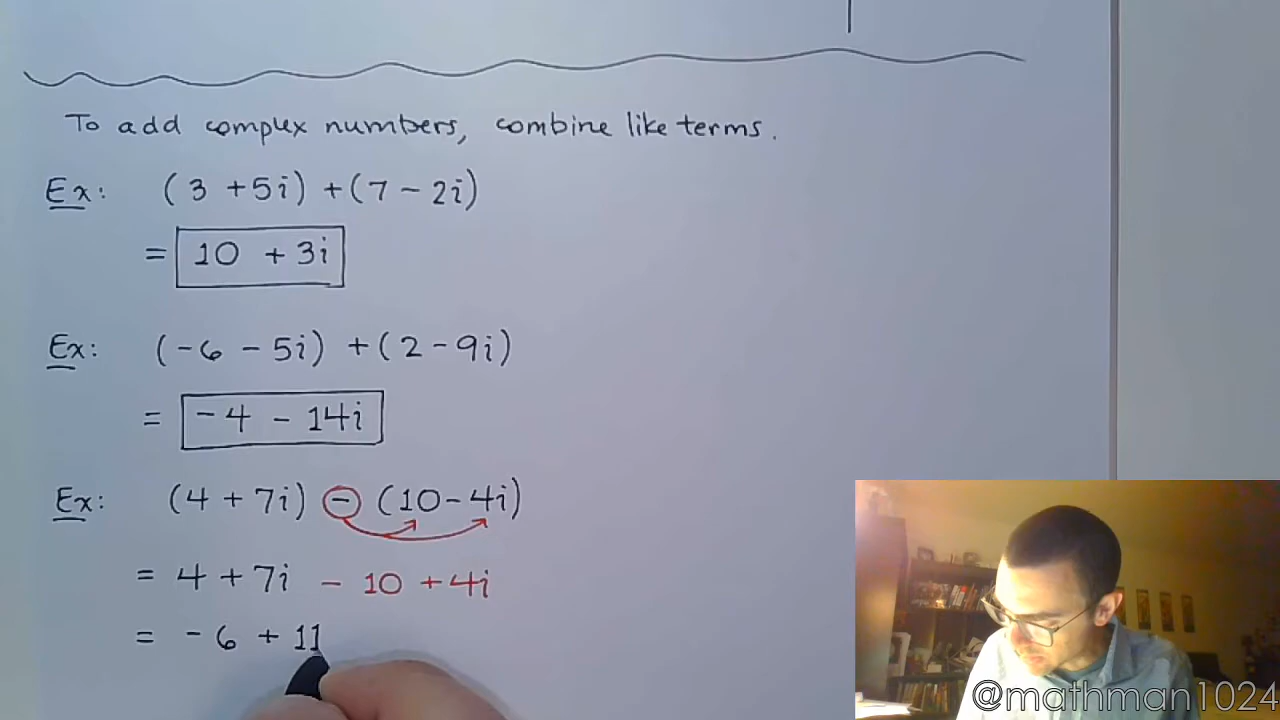 To add complex numbers, combine like terms.
Ex: (3 + 5i) + (7 - 2i)
= 10 + 3i
Ex: (-6 - 5i) + (2 - 9i)
= -4 - 14i
Ex: (4 + 7i) - (10 - 4i)
= 4 + 7i - 10 + 4i
= -6 + 11
@mathman1024